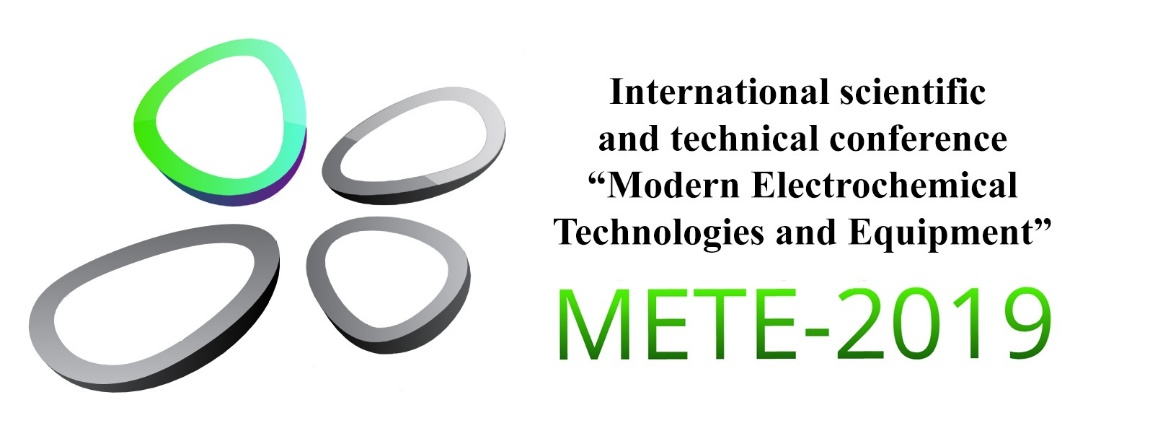 International scientific
and technical conference
“Modern Electrochemical
Technologies and Equipment”
METE-2019